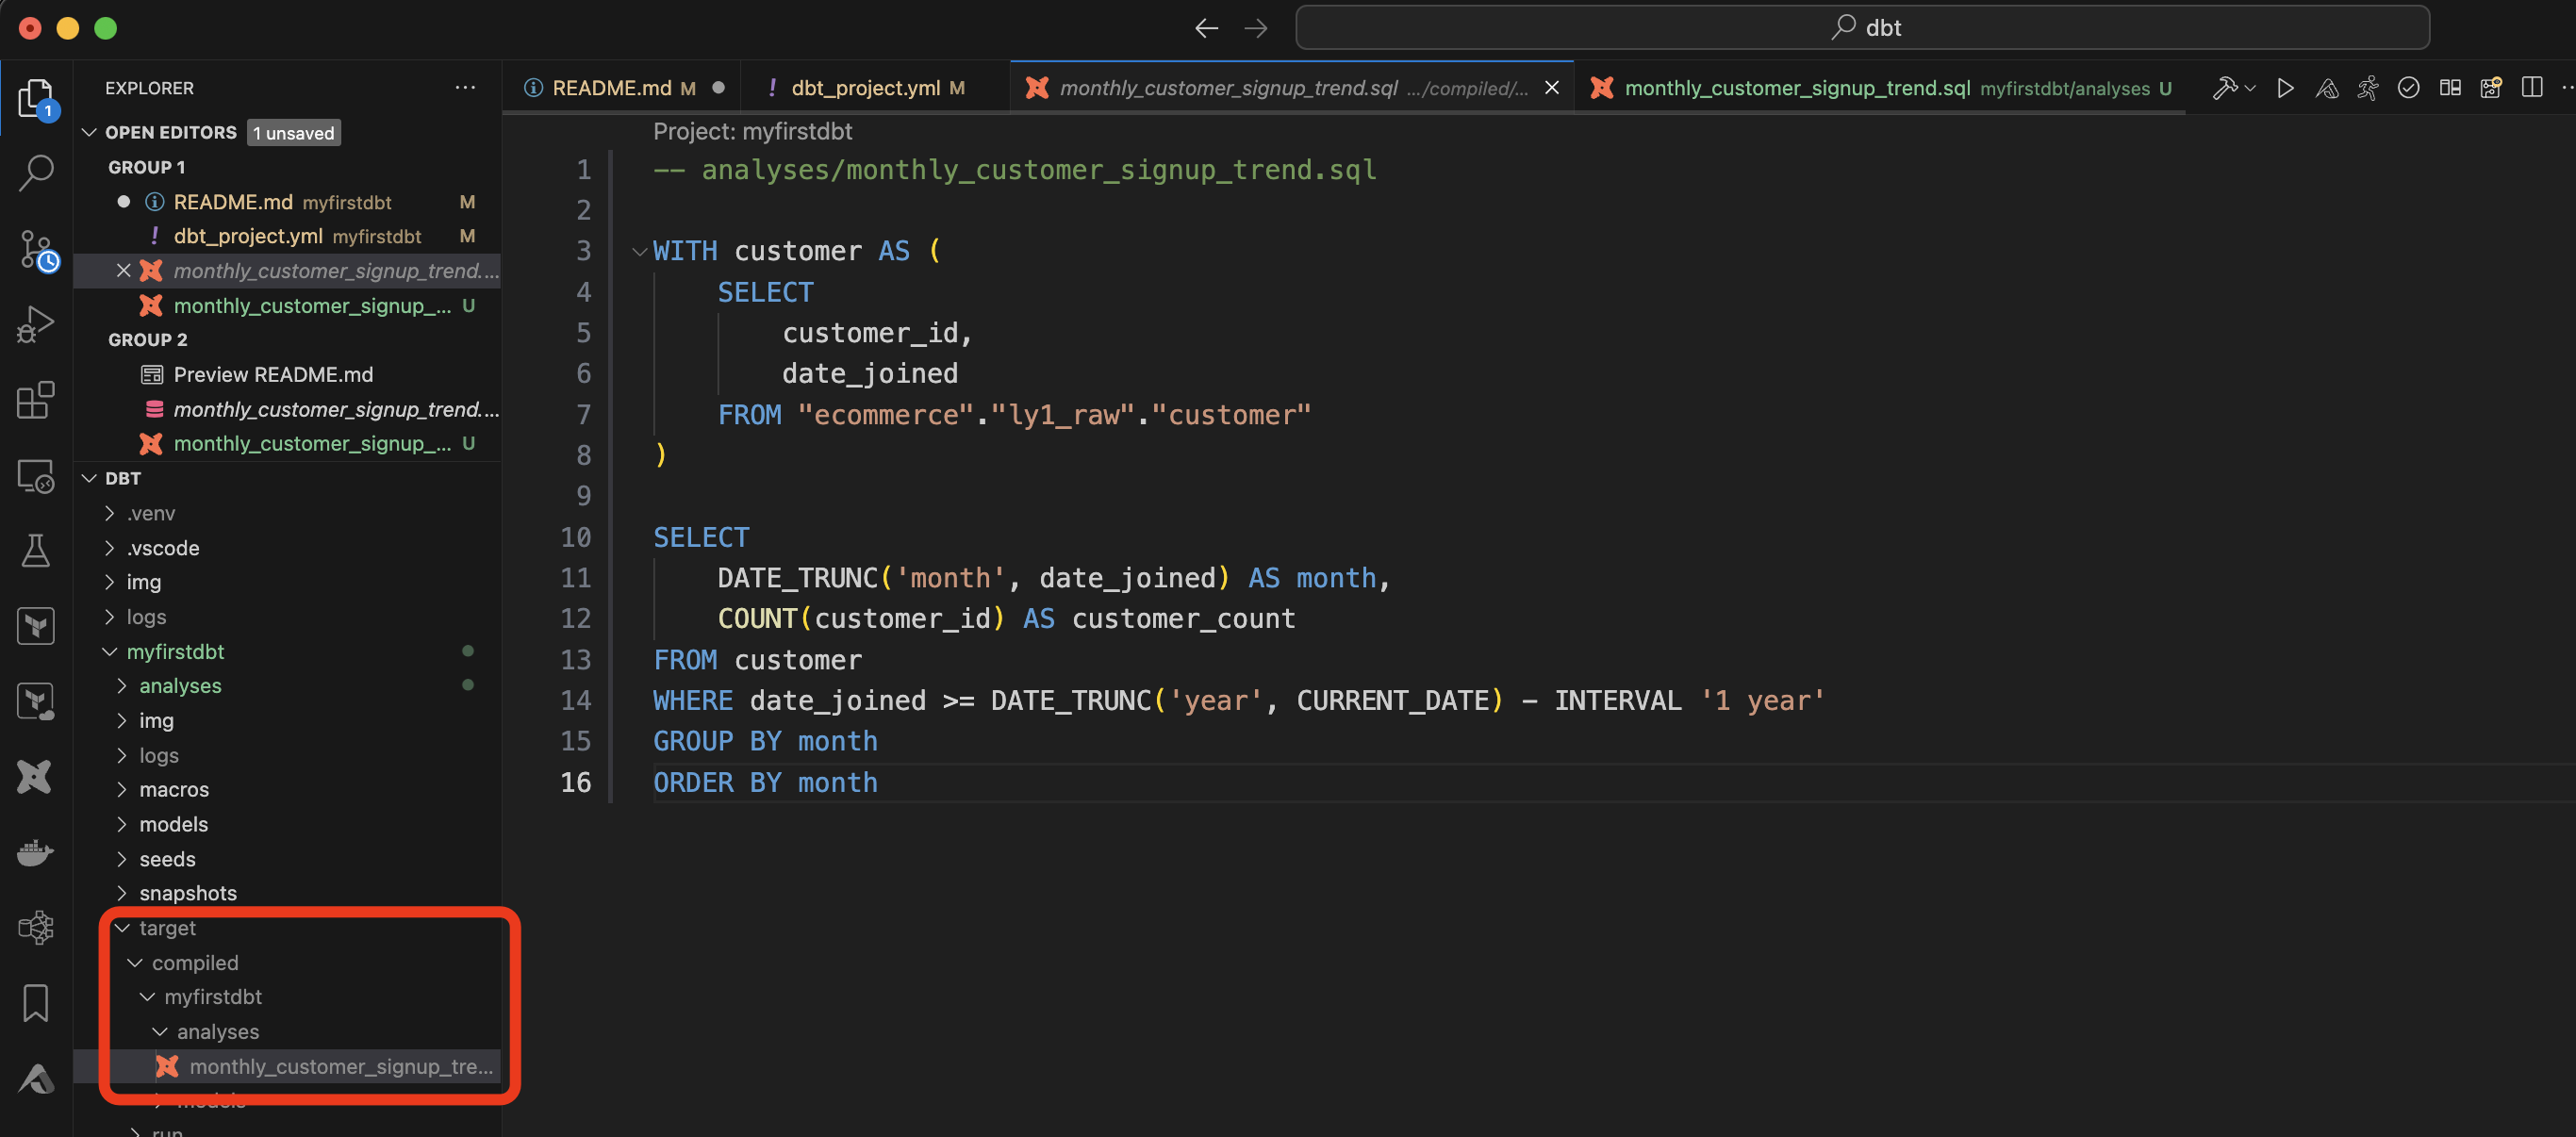 dbt
EXPLORER
1
OPEN EDITORS 1 unsaved
GROUP 1
README.md myfirstdbt M
dbt_project.yml myfirstdbt M
monthly_customer_signup_trend....
monthly_customer_signup_... U
GROUP 2
Preview README.md
monthly_customer_signup_trend....
monthly_customer_signup_... U
DBT
.venv
.vscode
img
logs
myfirstdbt
analyses
img
logs
macros
models
seeds
snapshots
target
compiled
myfirstdbt
analyses
monthly_customer_signup_tre...
models
run
README.md M
dbt_project.yml M
monthly_customer_signup_trend.sql .../compiled/...
monthly_customer_signup_trend.sql myfirstdbt/analyses U
Project: myfirstdbt
1 -- analyses/monthly_customer_signup_trend.sql
2
3 WITH customer AS (
4 SELECT
5 customer_id,
6 date_joined
7 FROM "ecommerce"."ly1_raw"."customer"
8 )
9
10 SELECT
11 DATE_TRUNC('month', date_joined) AS month,
12 COUNT(customer_id) AS customer_count
13 FROM customer
14 WHERE date_joined >= DATE_TRUNC('year', CURRENT_DATE) - INTERVAL '1 year'
15 GROUP BY month
16 ORDER BY month